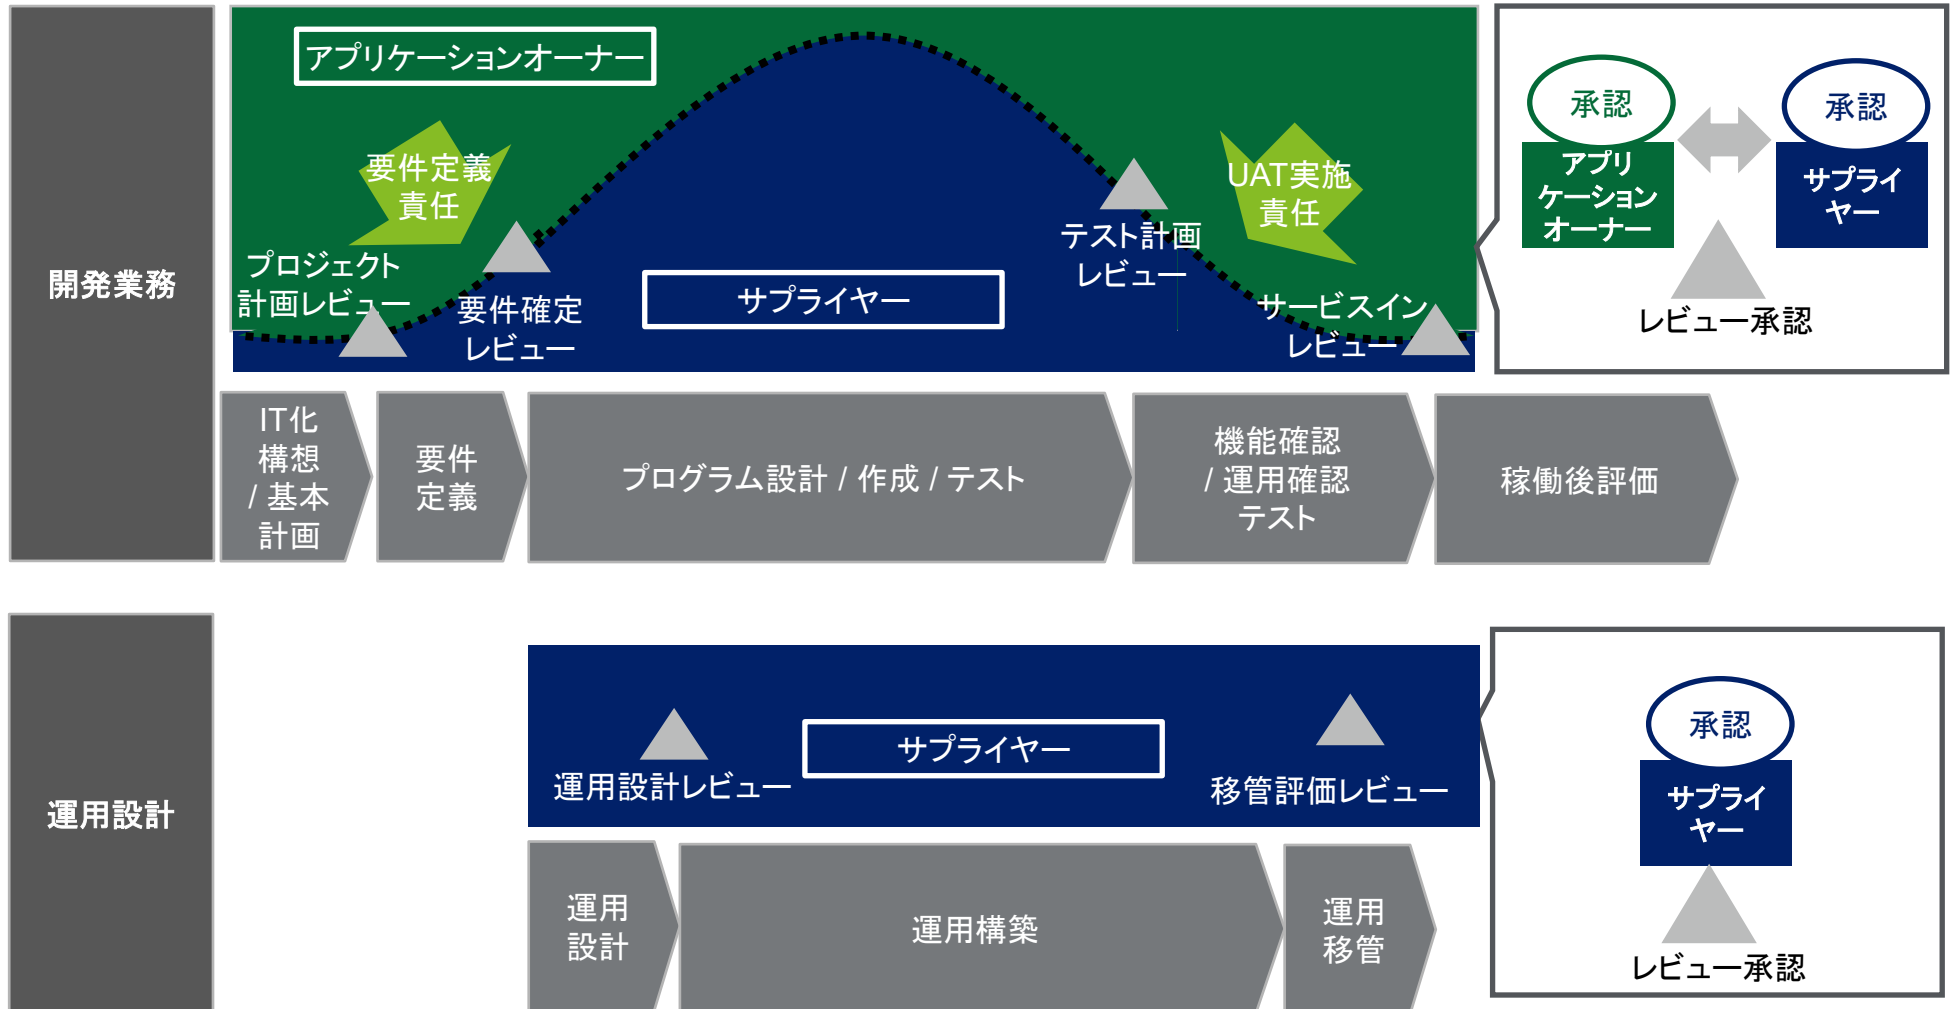 開発業務
アプリケーションオーナー
要件定義
責任
プロジェクト
計画レビュー
要件確定
レビュー
サプライヤー
テスト計画
レビュー
UAT実施
責任
サービスイン
レビュー
承認
アプリ
ケーション
オーナー
承認
サプライ
ヤー
レビュー承認
IT化
構想
/ 基本
計画
要件
定義
プログラム設計 / 作成 / テスト
機能確認
/ 運用確認
テスト
稼働後評価
運用設計
運用設計レビュー
サプライヤー
移管評価レビュー
承認
サプライ
ヤー
レビュー承認
運用
設計
運用構築
運用
移管